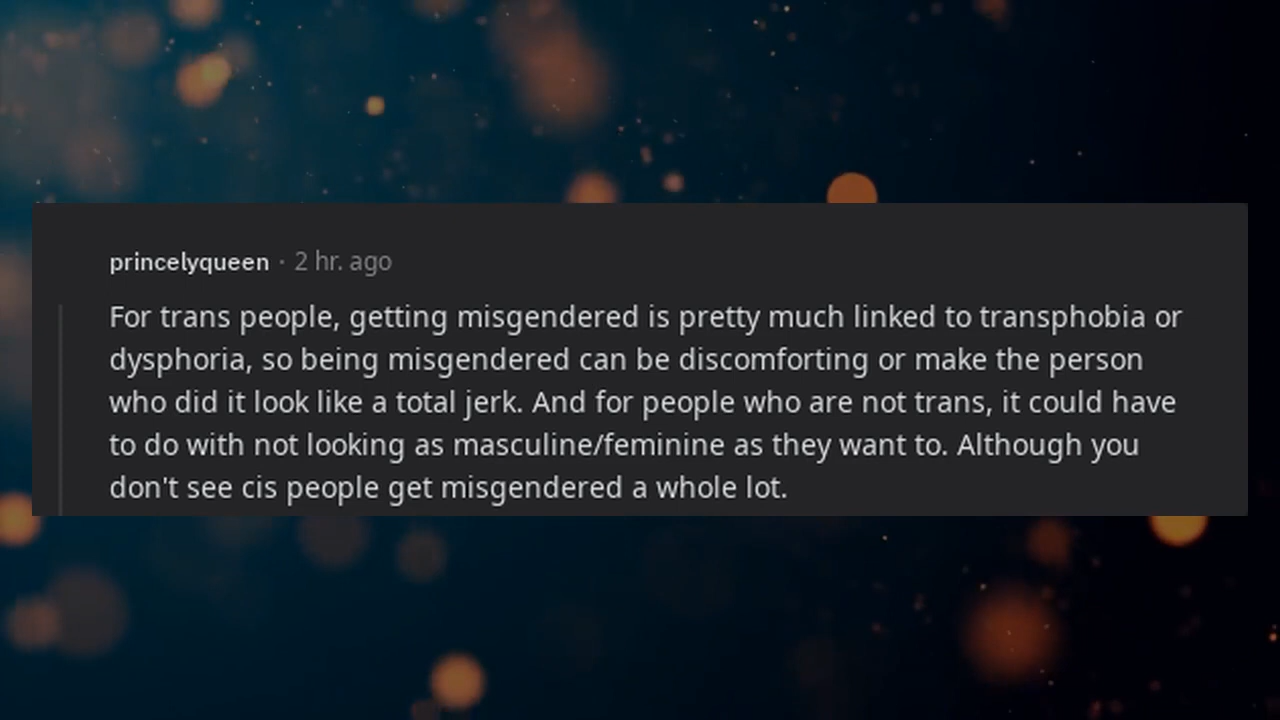 princelyqueen · 2 hr. ago
For trans people, getting misgendered is pretty much linked to transphobia or
dysphoria, so being misgendered can be discomforting or make the person
who did it look like a total jerk. And for people who are not trans, it could have
to do with not looking as masculine/feminine as they want to. Although you
don't see cis people get misgendered a whole lot.